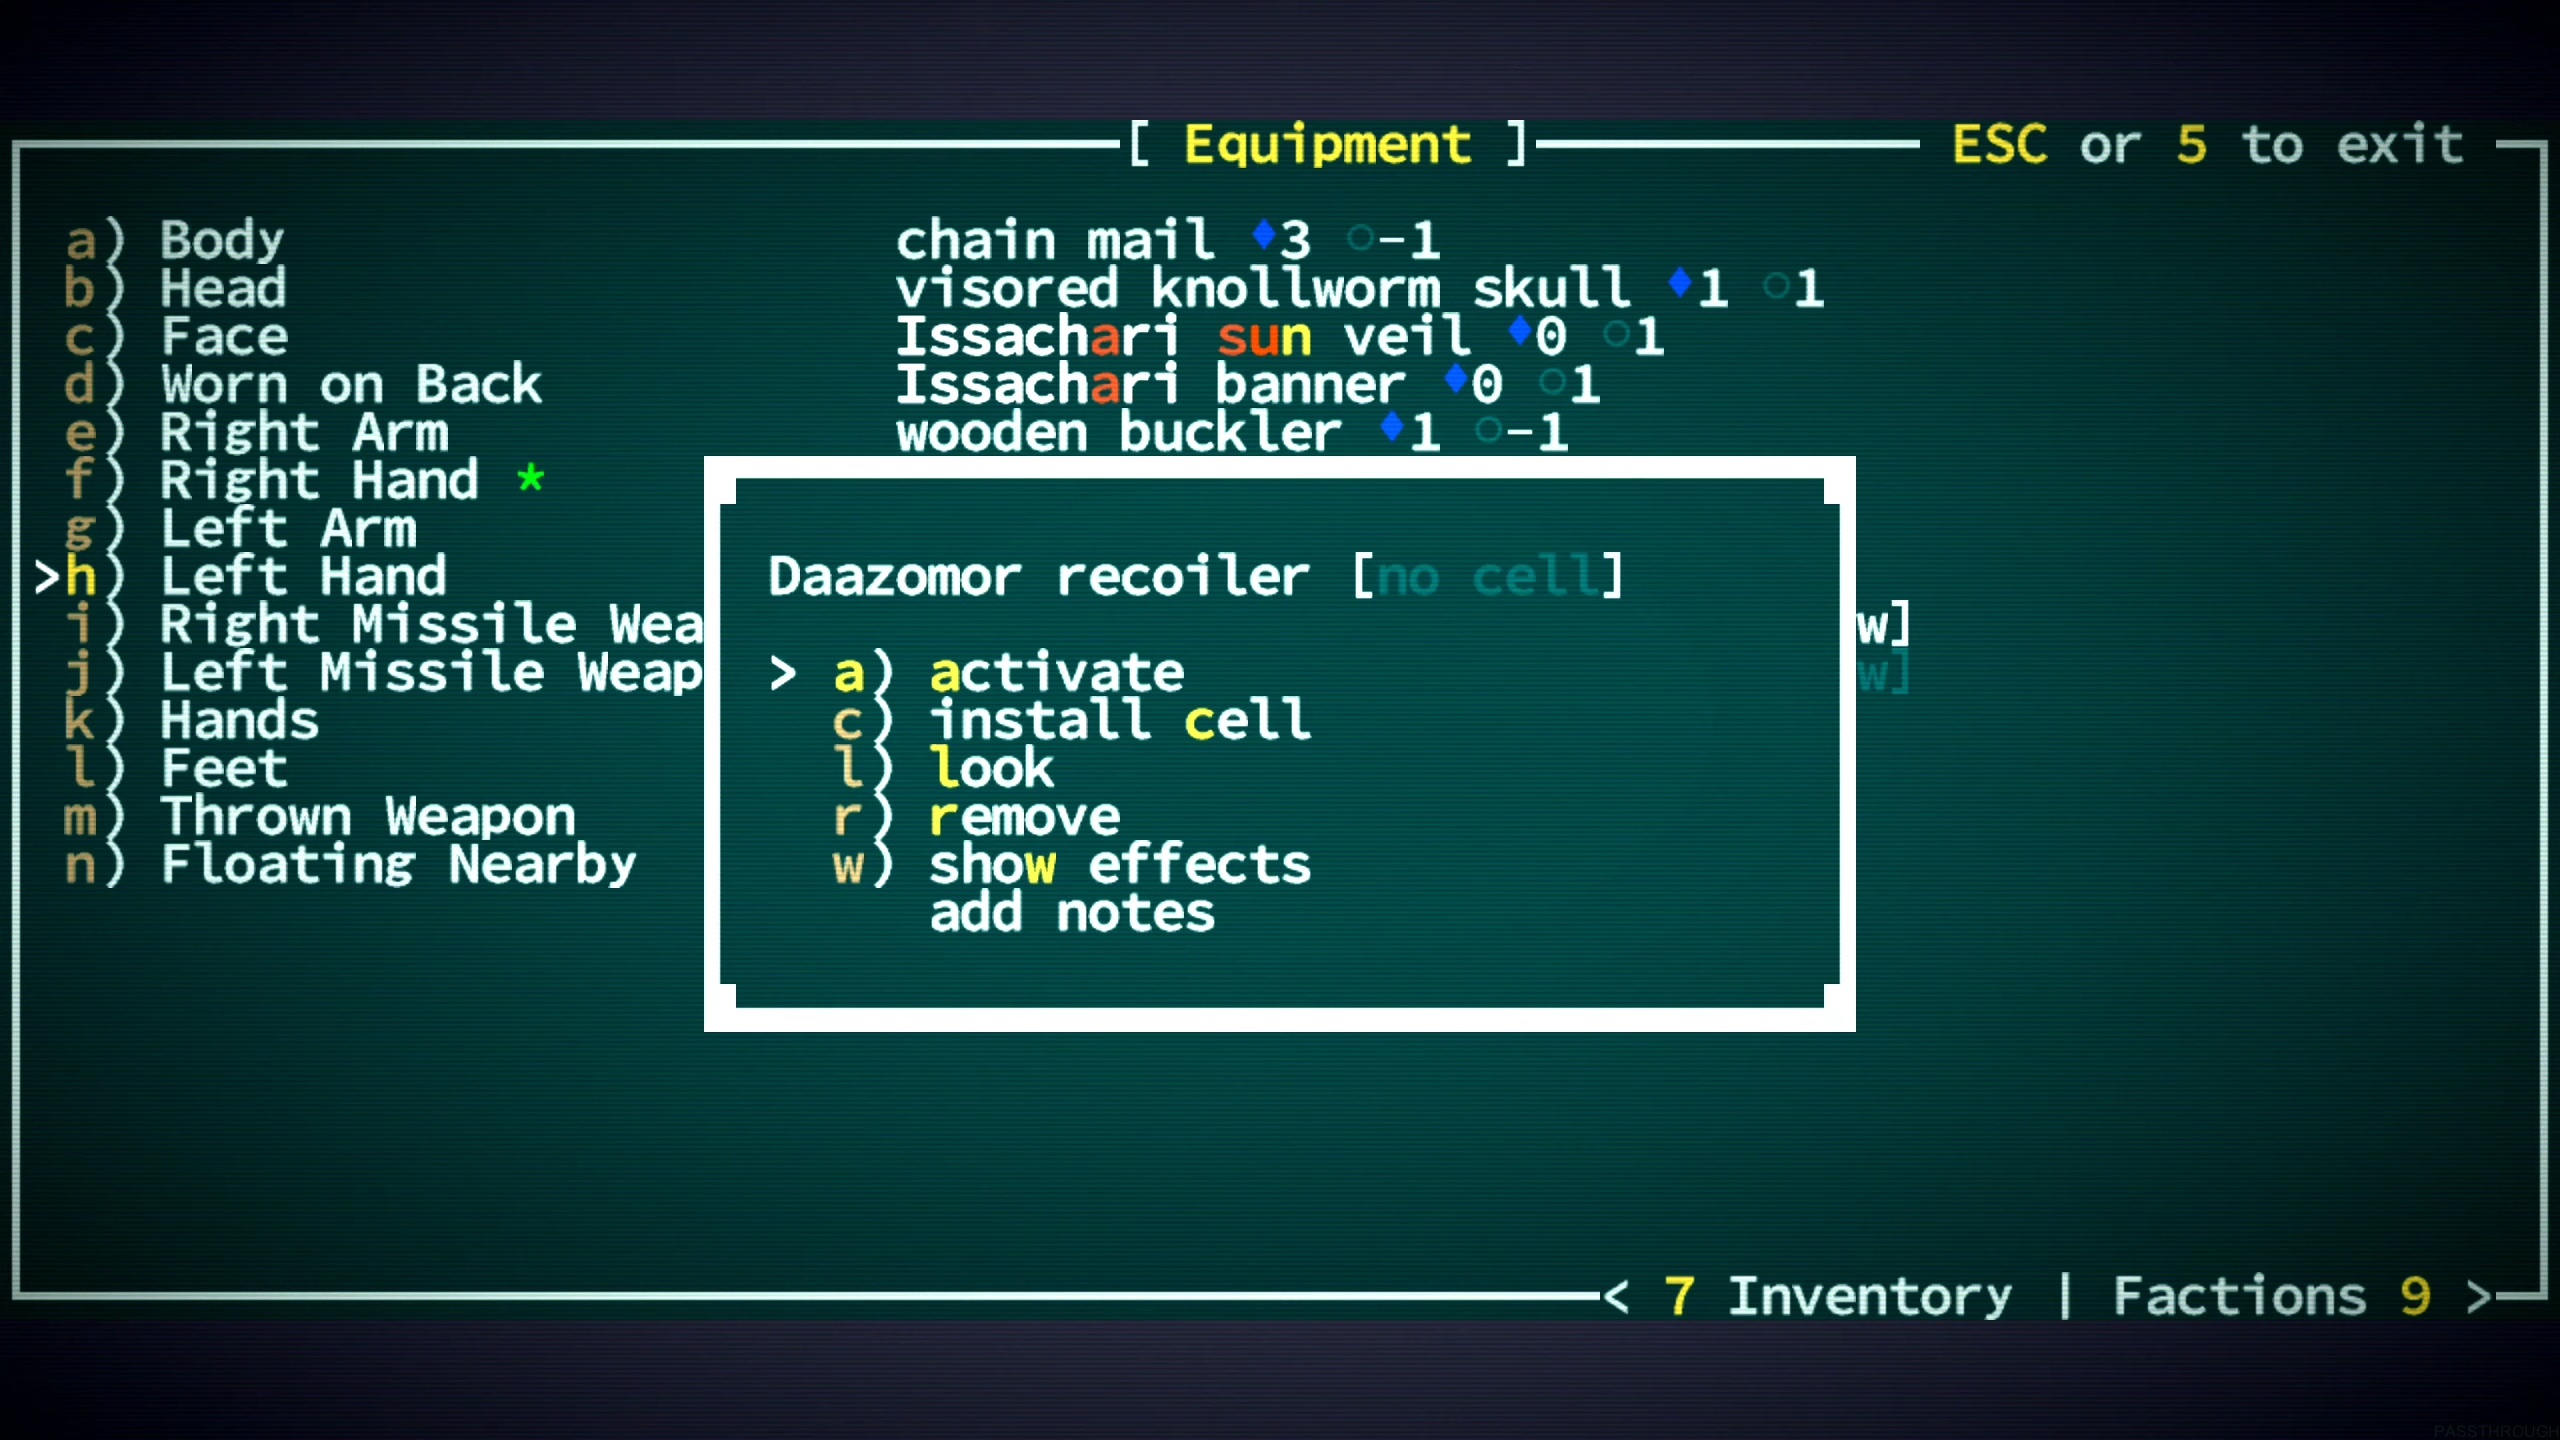 [ Equipment ] ESC or 5 to exit
a) Body chain mail ♦3 ○-1
b) Head visored knollworm skull ♦1 ○1
c) Face Issachari sun veil ♦0 ○1
d) Worn on Back Issachari banner ♦0 ○1
e) Right Arm wooden buckler ♦1 ○-1
f) Right Hand *
g) Left Arm
>h) Left Hand
i) Right Missile Wea w]
j) Left Missile Weap w]
k) Hands
l) Feet
m) Thrown Weapon
n) Floating Nearby
Daazomor recoiler [no cell]
> a) activate
c) install cell
l) look
r) remove
w) show effects
add notes
< 7 Inventory | Factions 9 >
PASSTHROUGH